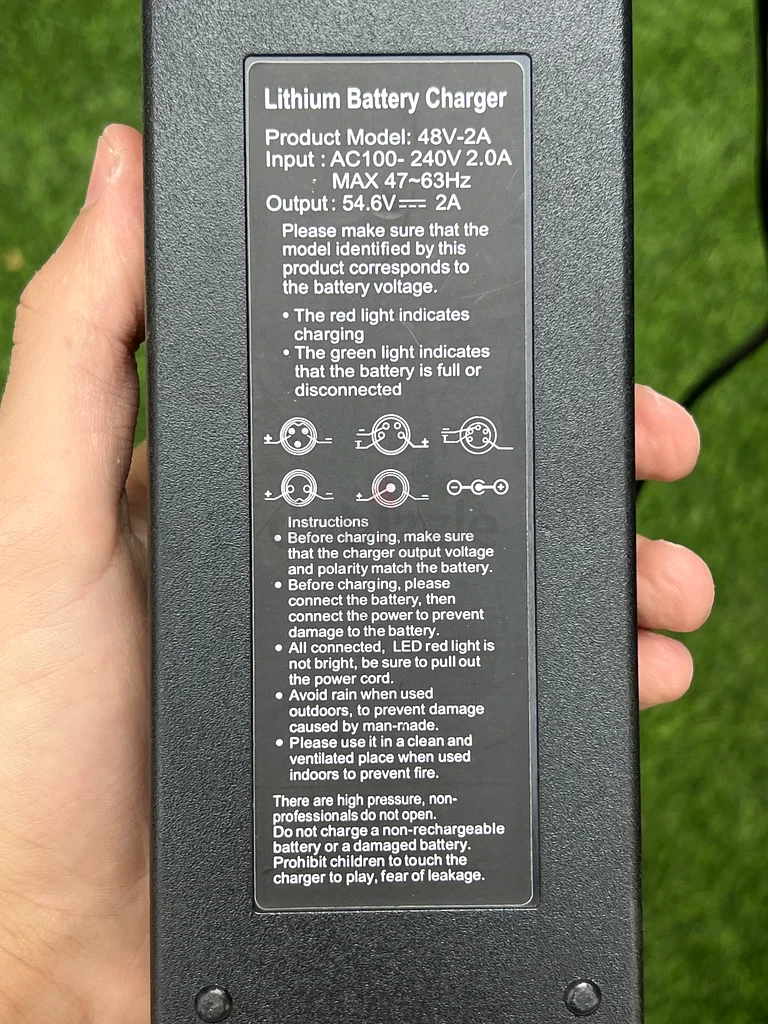 Lithium Battery Charger
Product Model: 48V-2A
Input : AC100- 240V 2.0A
MAX 47~63Hz
Output : 54.6V⎓ 2A
Please make sure that the
model identified by this
product corresponds to
the battery voltage.
• The red light indicates
charging
• The green light indicates
that the battery is full or
disconnected
+ − − + −
+ − + − − +
Instructions
• Before charging, make sure
that the charger output voltage
and polarity match the battery.
• Before charging, please
connect the battery, then
connect the power to prevent
damage to the battery.
• All connected, LED red light is
not bright, be sure to pull out
the power cord.
• Avoid rain when used
outdoors, to prevent damage
caused by man-made.
• Please use it in a clean and
ventilated place when used
indoors to prevent fire.
There are high pressure, non-
professionals do not open.
Do not charge a non-rechargeable
battery or a damaged battery.
Prohibit children to touch the
charger to play, fear of leakage.